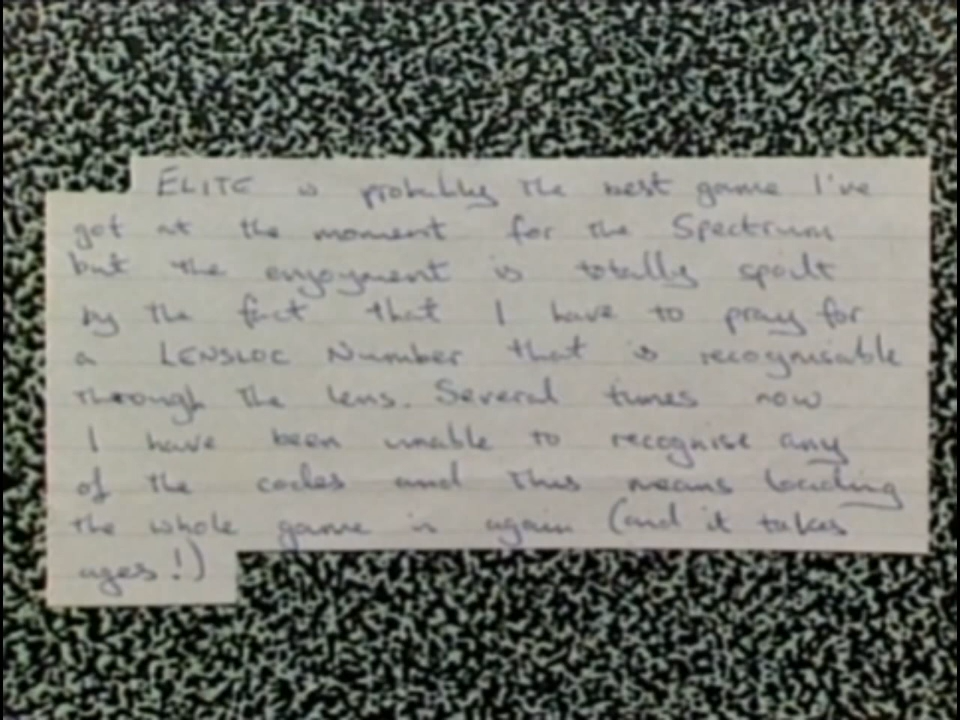 ELITE is probably the best game I've
got at the moment for the Spectrum
but the enjoyment is totally spoilt
by the fact that I have to pray for
a LENSLOC Number that is recognisable
through the lens. Several times now
I have been unable to recognise any
of the codes and this means loading
the whole game in again (and it takes
ages!)